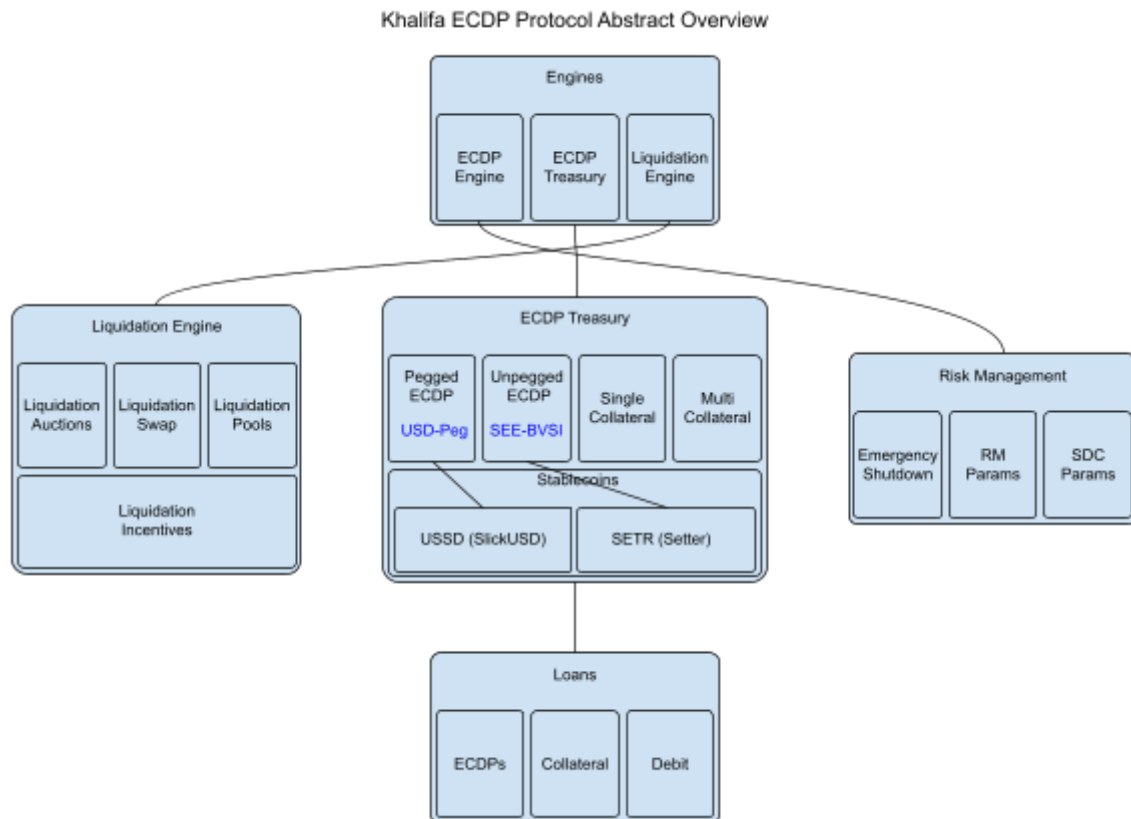 Khalifa ECDP Protocol Abstract Overview
Engines
ECDP
Engine
ECDP
Treasury
Liquidation
Engine
Liquidation Engine
Liquidation
Auctions
Liquidation
Swap
Liquidation
Pools
Liquidation
Incentives
ECDP Treasury
Pegged
ECDP
USD-Peg
Unpegged
ECDP
SEE-BVSI
Single
Collateral
Multi
Collateral
Stablecoins
USSD (SlickUSD)
SETR (Setter)
Risk Management
Emergency
Shutdown
RM
Params
SDC
Params
Loans
ECDPs
Collateral
Debit